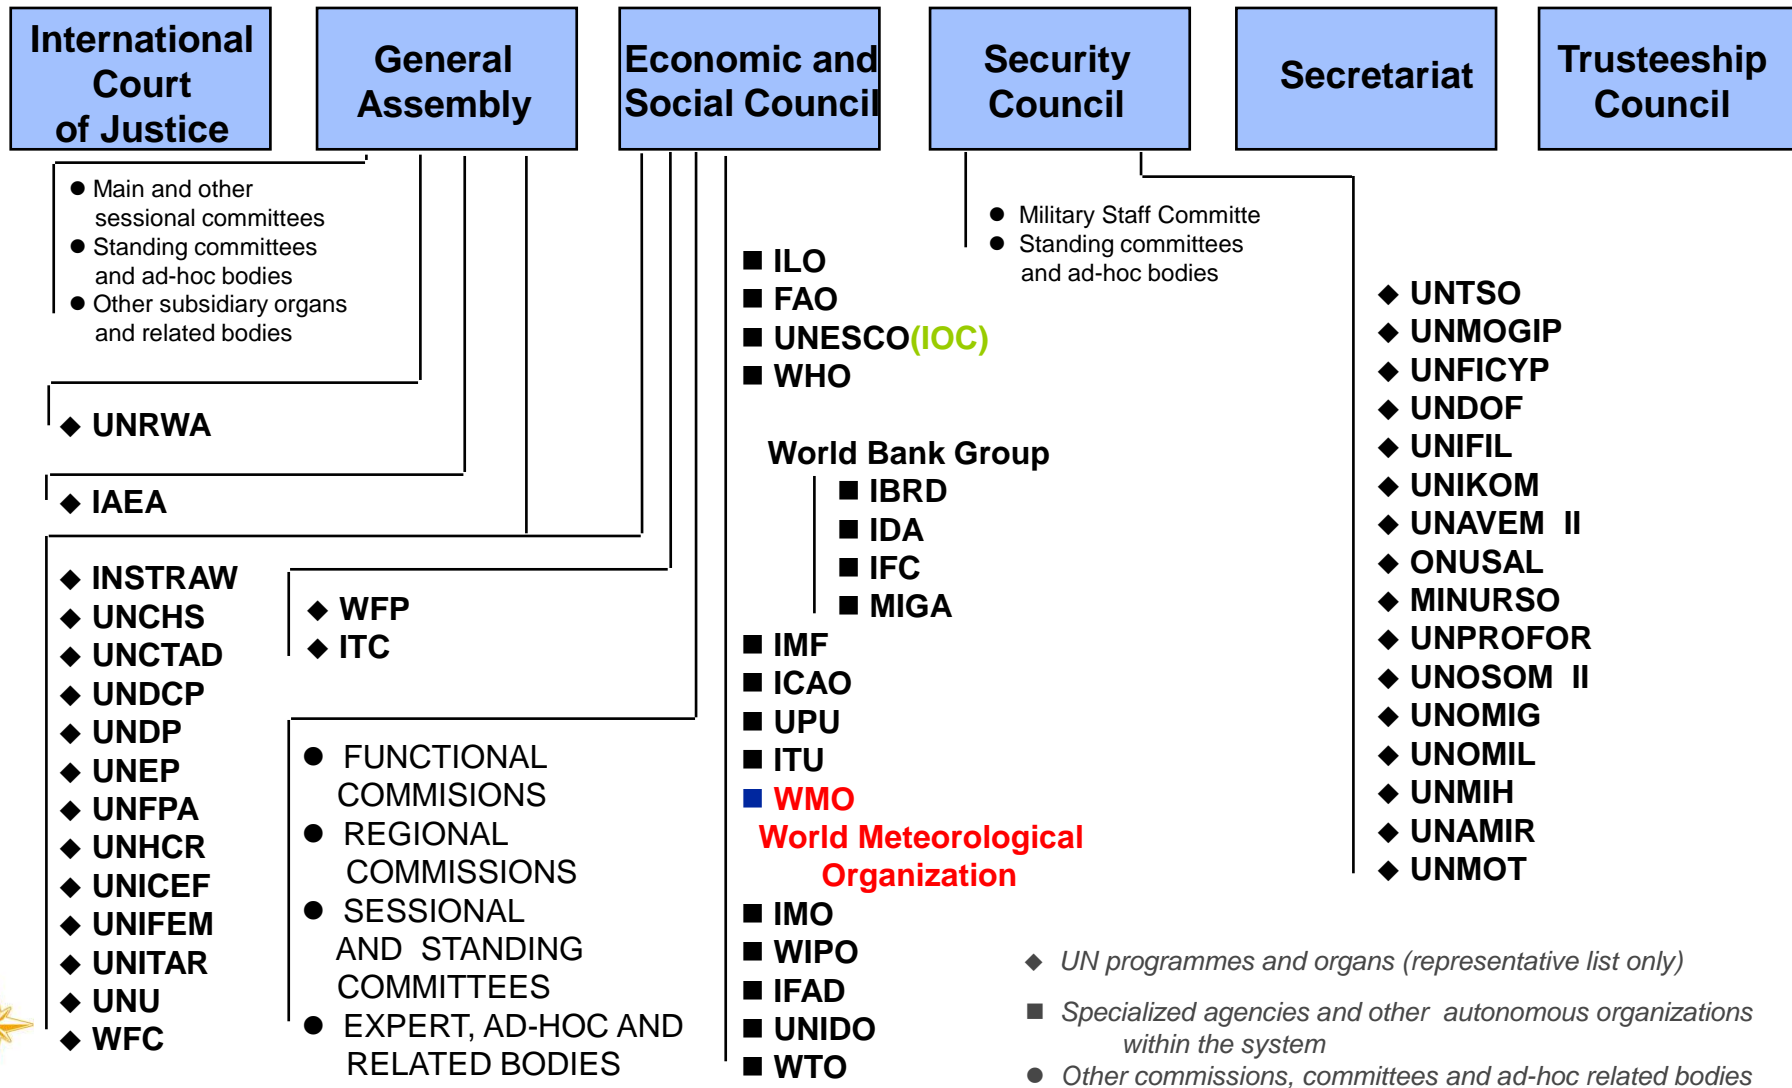 International
Court
of Justice
General
Assembly
Economic and
Social Council
Security
Council
Secretariat
Trusteeship
Council
● Main and other
sessional committees
● Standing committees
and ad-hoc bodies
● Other subsidiary organs
and related bodies
◆ UNRWA
◆ IAEA
◆ INSTRAW
◆ UNCHS
◆ UNCTAD
◆ UNDCP
◆ UNDP
◆ UNEP
◆ UNFPA
◆ UNHCR
◆ UNICEF
◆ UNIFEM
◆ UNITAR
◆ UNU
◆ WFC
◆ WFP
◆ ITC
● FUNCTIONAL
COMMISIONS
● REGIONAL
COMMISSIONS
● SESSIONAL
AND STANDING
COMMITTEES
● EXPERT, AD-HOC AND
RELATED BODIES
■ ILO
■ FAO
■ UNESCO(IOC)
■ WHO
World Bank Group
■ IBRD
■ IDA
■ IFC
■ MIGA
■ IMF
■ ICAO
■ UPU
■ ITU
■ WMO
World Meteorological
Organization
■ IMO
■ WIPO
■ IFAD
■ UNIDO
■ WTO
● Military Staff Committe
● Standing committees
and ad-hoc bodies
◆ UNTSO
◆ UNMOGIP
◆ UNFICYP
◆ UNDOF
◆ UNIFIL
◆ UNIKOM
◆ UNAVEM II
◆ ONUSAL
◆ MINURSO
◆ UNPROFOR
◆ UNOSOM II
◆ UNOMIG
◆ UNOMIL
◆ UNMIH
◆ UNAMIR
◆ UNMOT
◆ UN programmes and organs (representative list only)
■ Specialized agencies and other autonomous organizations
within the system
● Other commissions, committees and ad-hoc related bodies